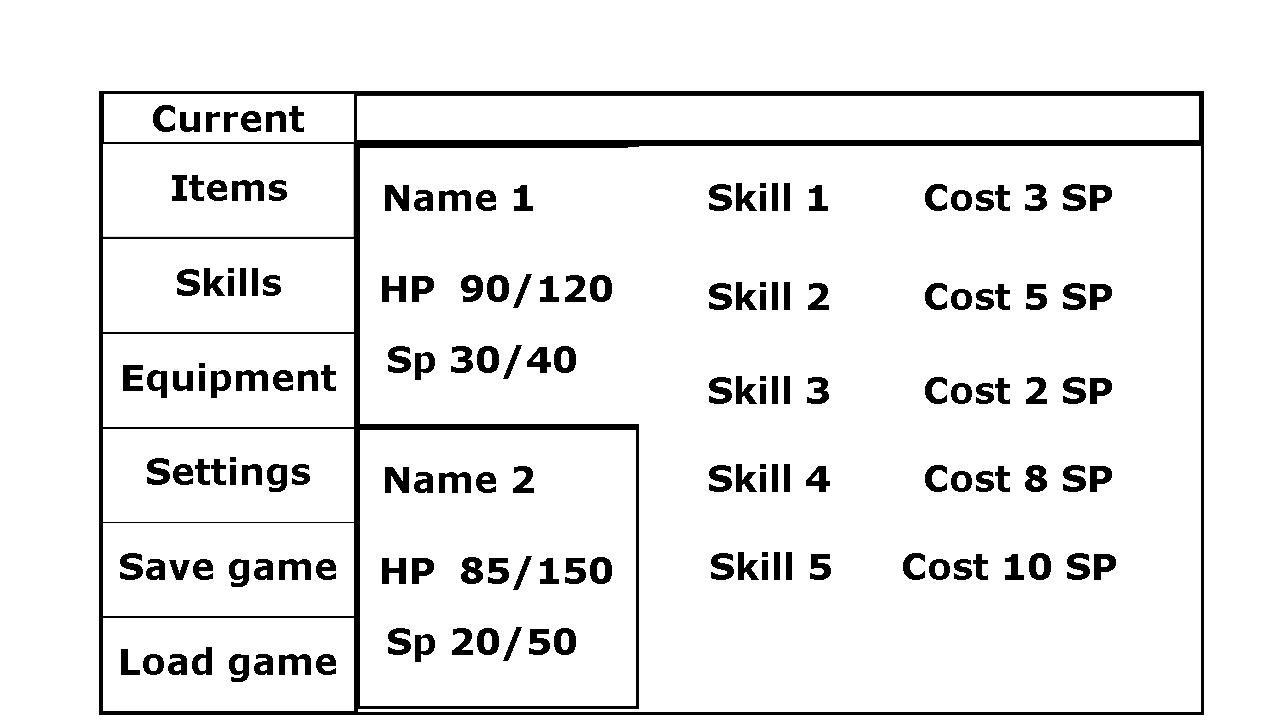 Current
Items
Skills
Equipment
Settings
Save game
Load game
Name 1
HP  90/120
Sp 30/40
Name 2
HP  85/150
Sp 20/50
Skill 1 Cost 3 SP
Skill 2 Cost 5 SP
Skill 3 Cost 2 SP
Skill 4 Cost 8 SP
Skill 5 Cost 10 SP